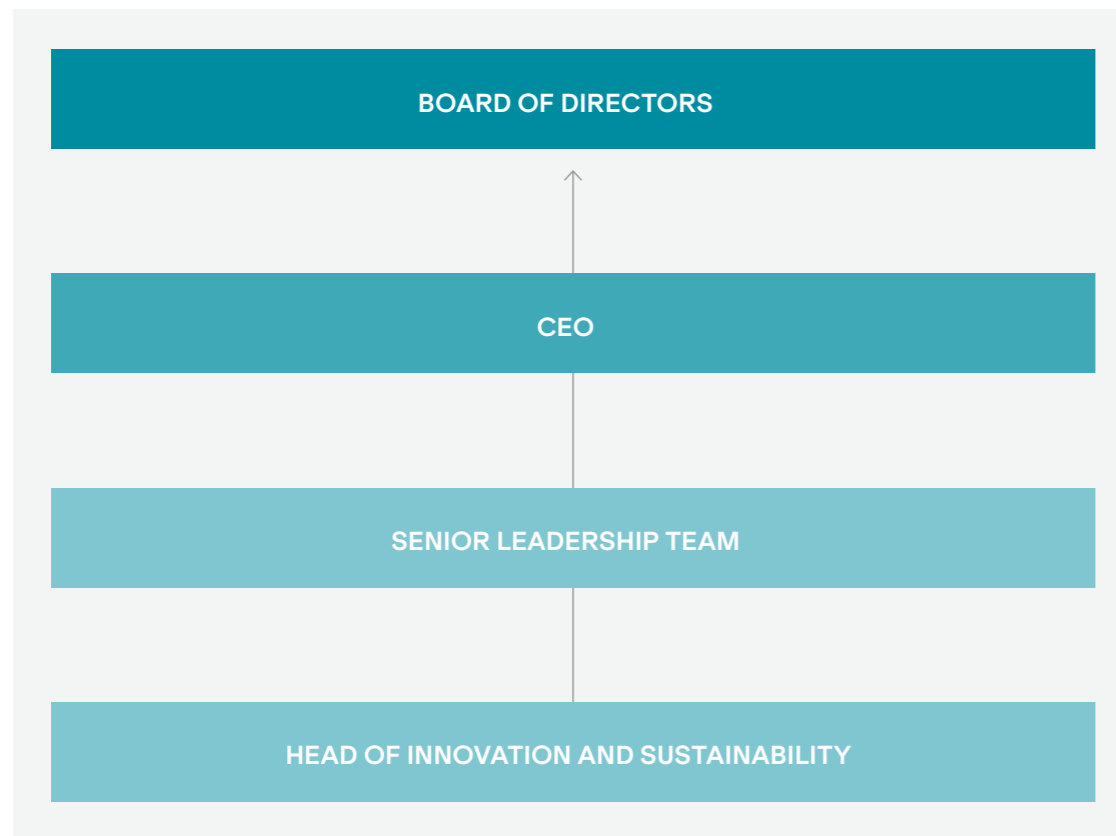 BOARD OF DIRECTORS
CEO
SENIOR LEADERSHIP TEAM
HEAD OF INNOVATION AND SUSTAINABILITY